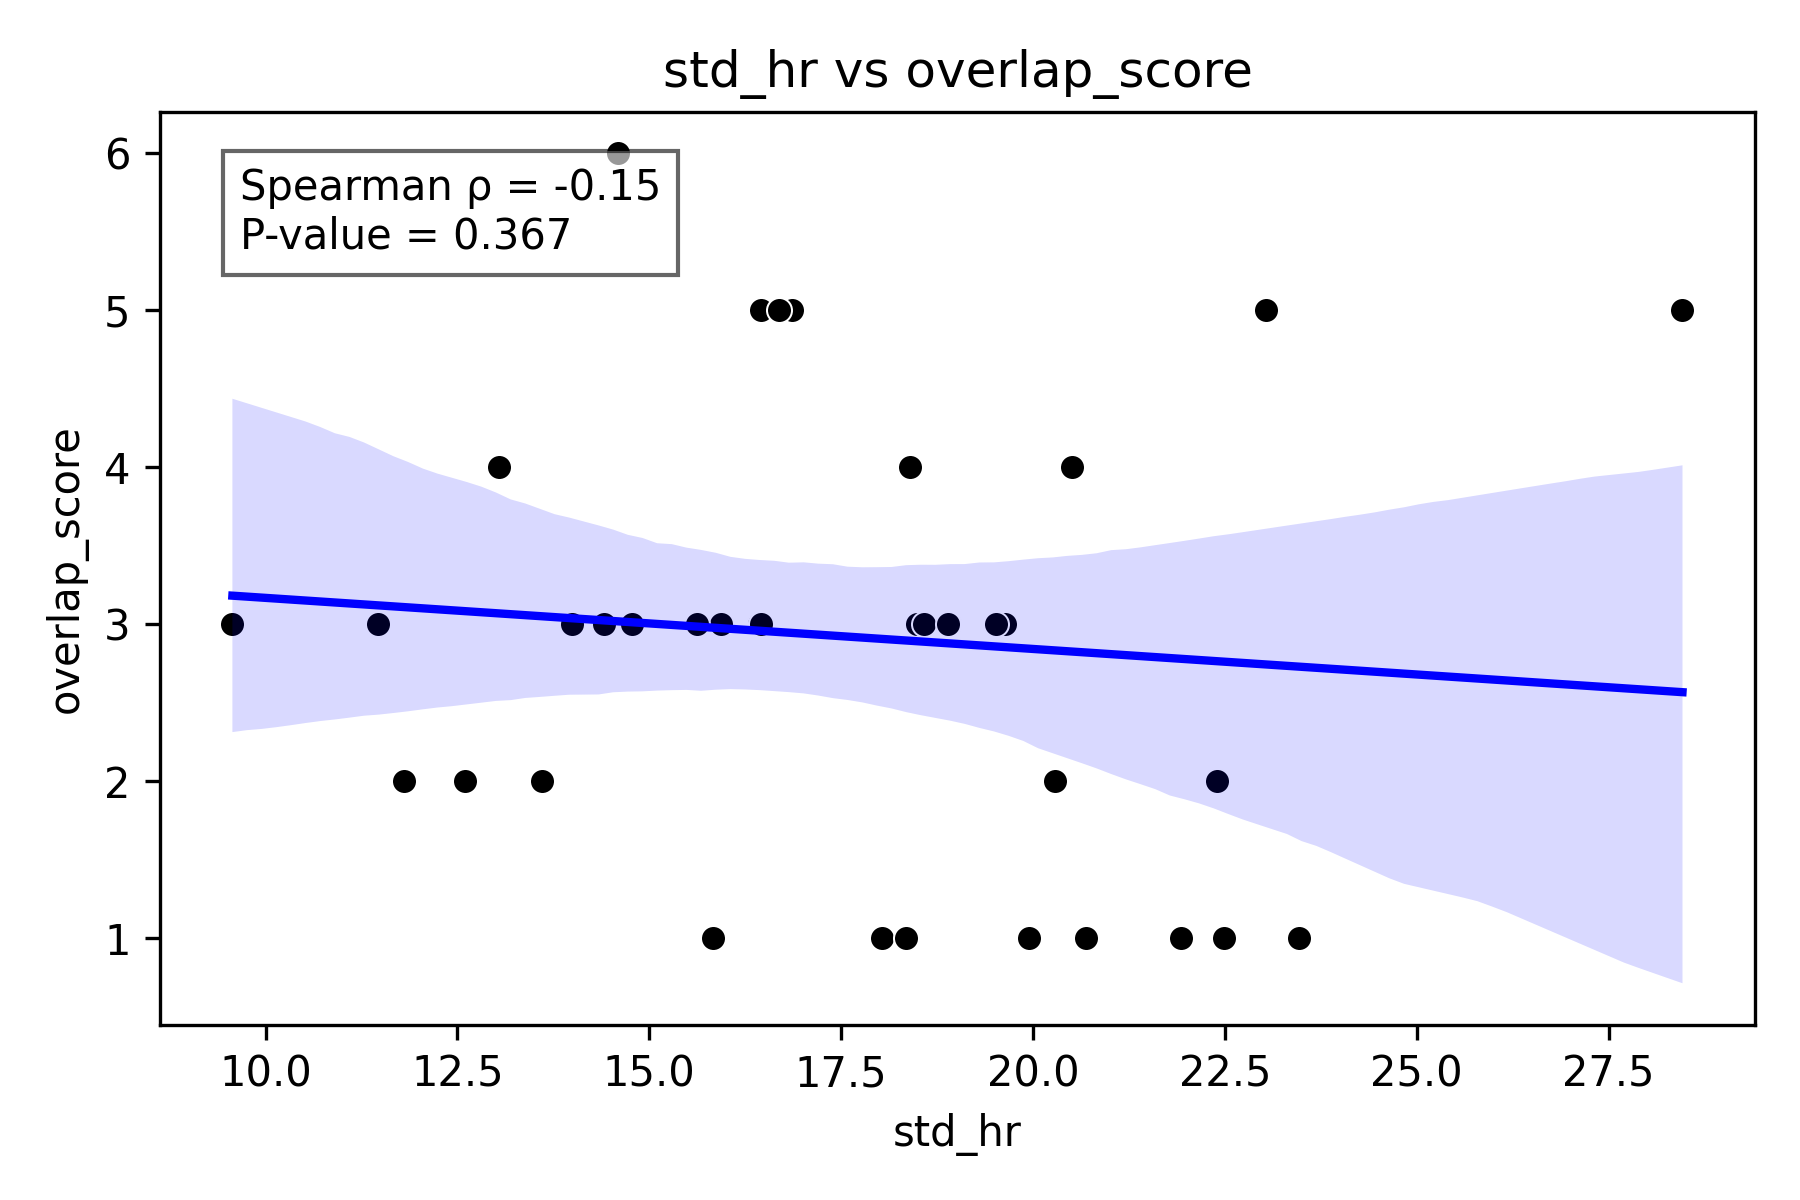 std_hr vs overlap_score
Spearman ρ = -0.15
P-value = 0.367
6
5
4
3
2
1
overlap_score
10.0 12.5 15.0 17.5 20.0 22.5 25.0 27.5
std_hr